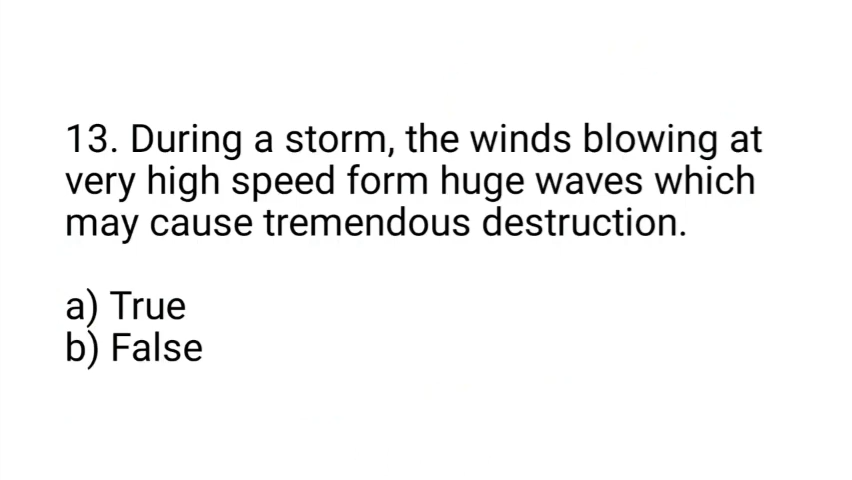 13. During a storm, the winds blowing at
very high speed form huge waves which
may cause tremendous destruction.
a) True
b) False